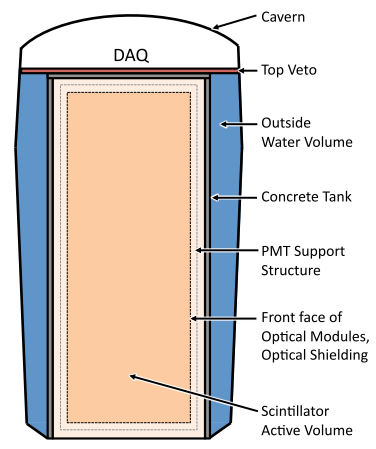 Cavern
DAQ
Top Veto
Outside
Water Volume
Concrete Tank
PMT Support
Structure
Front face of
Optical Modules,
Optical Shielding
Scintillator
Active Volume